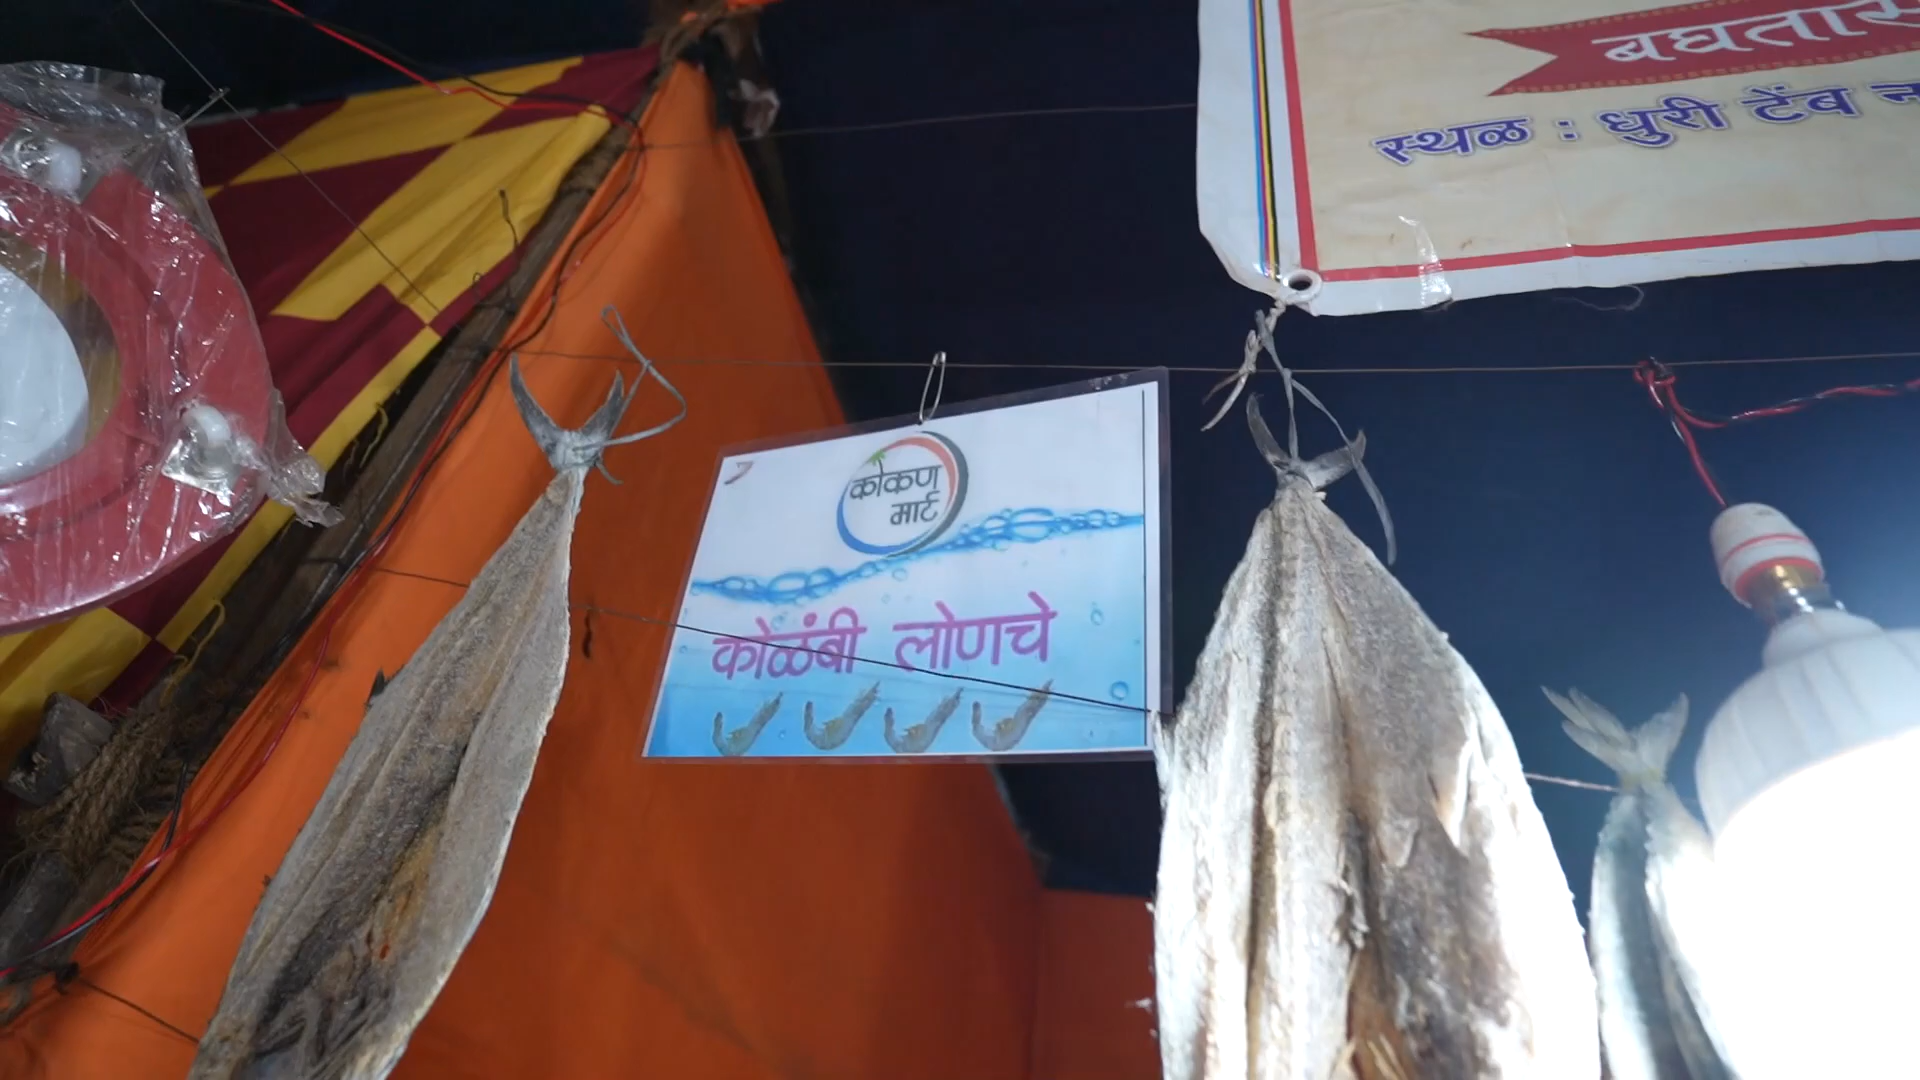 स्थळ : धुरी टेंब
कोकण
मार्ट
कोळंबी लोणचे